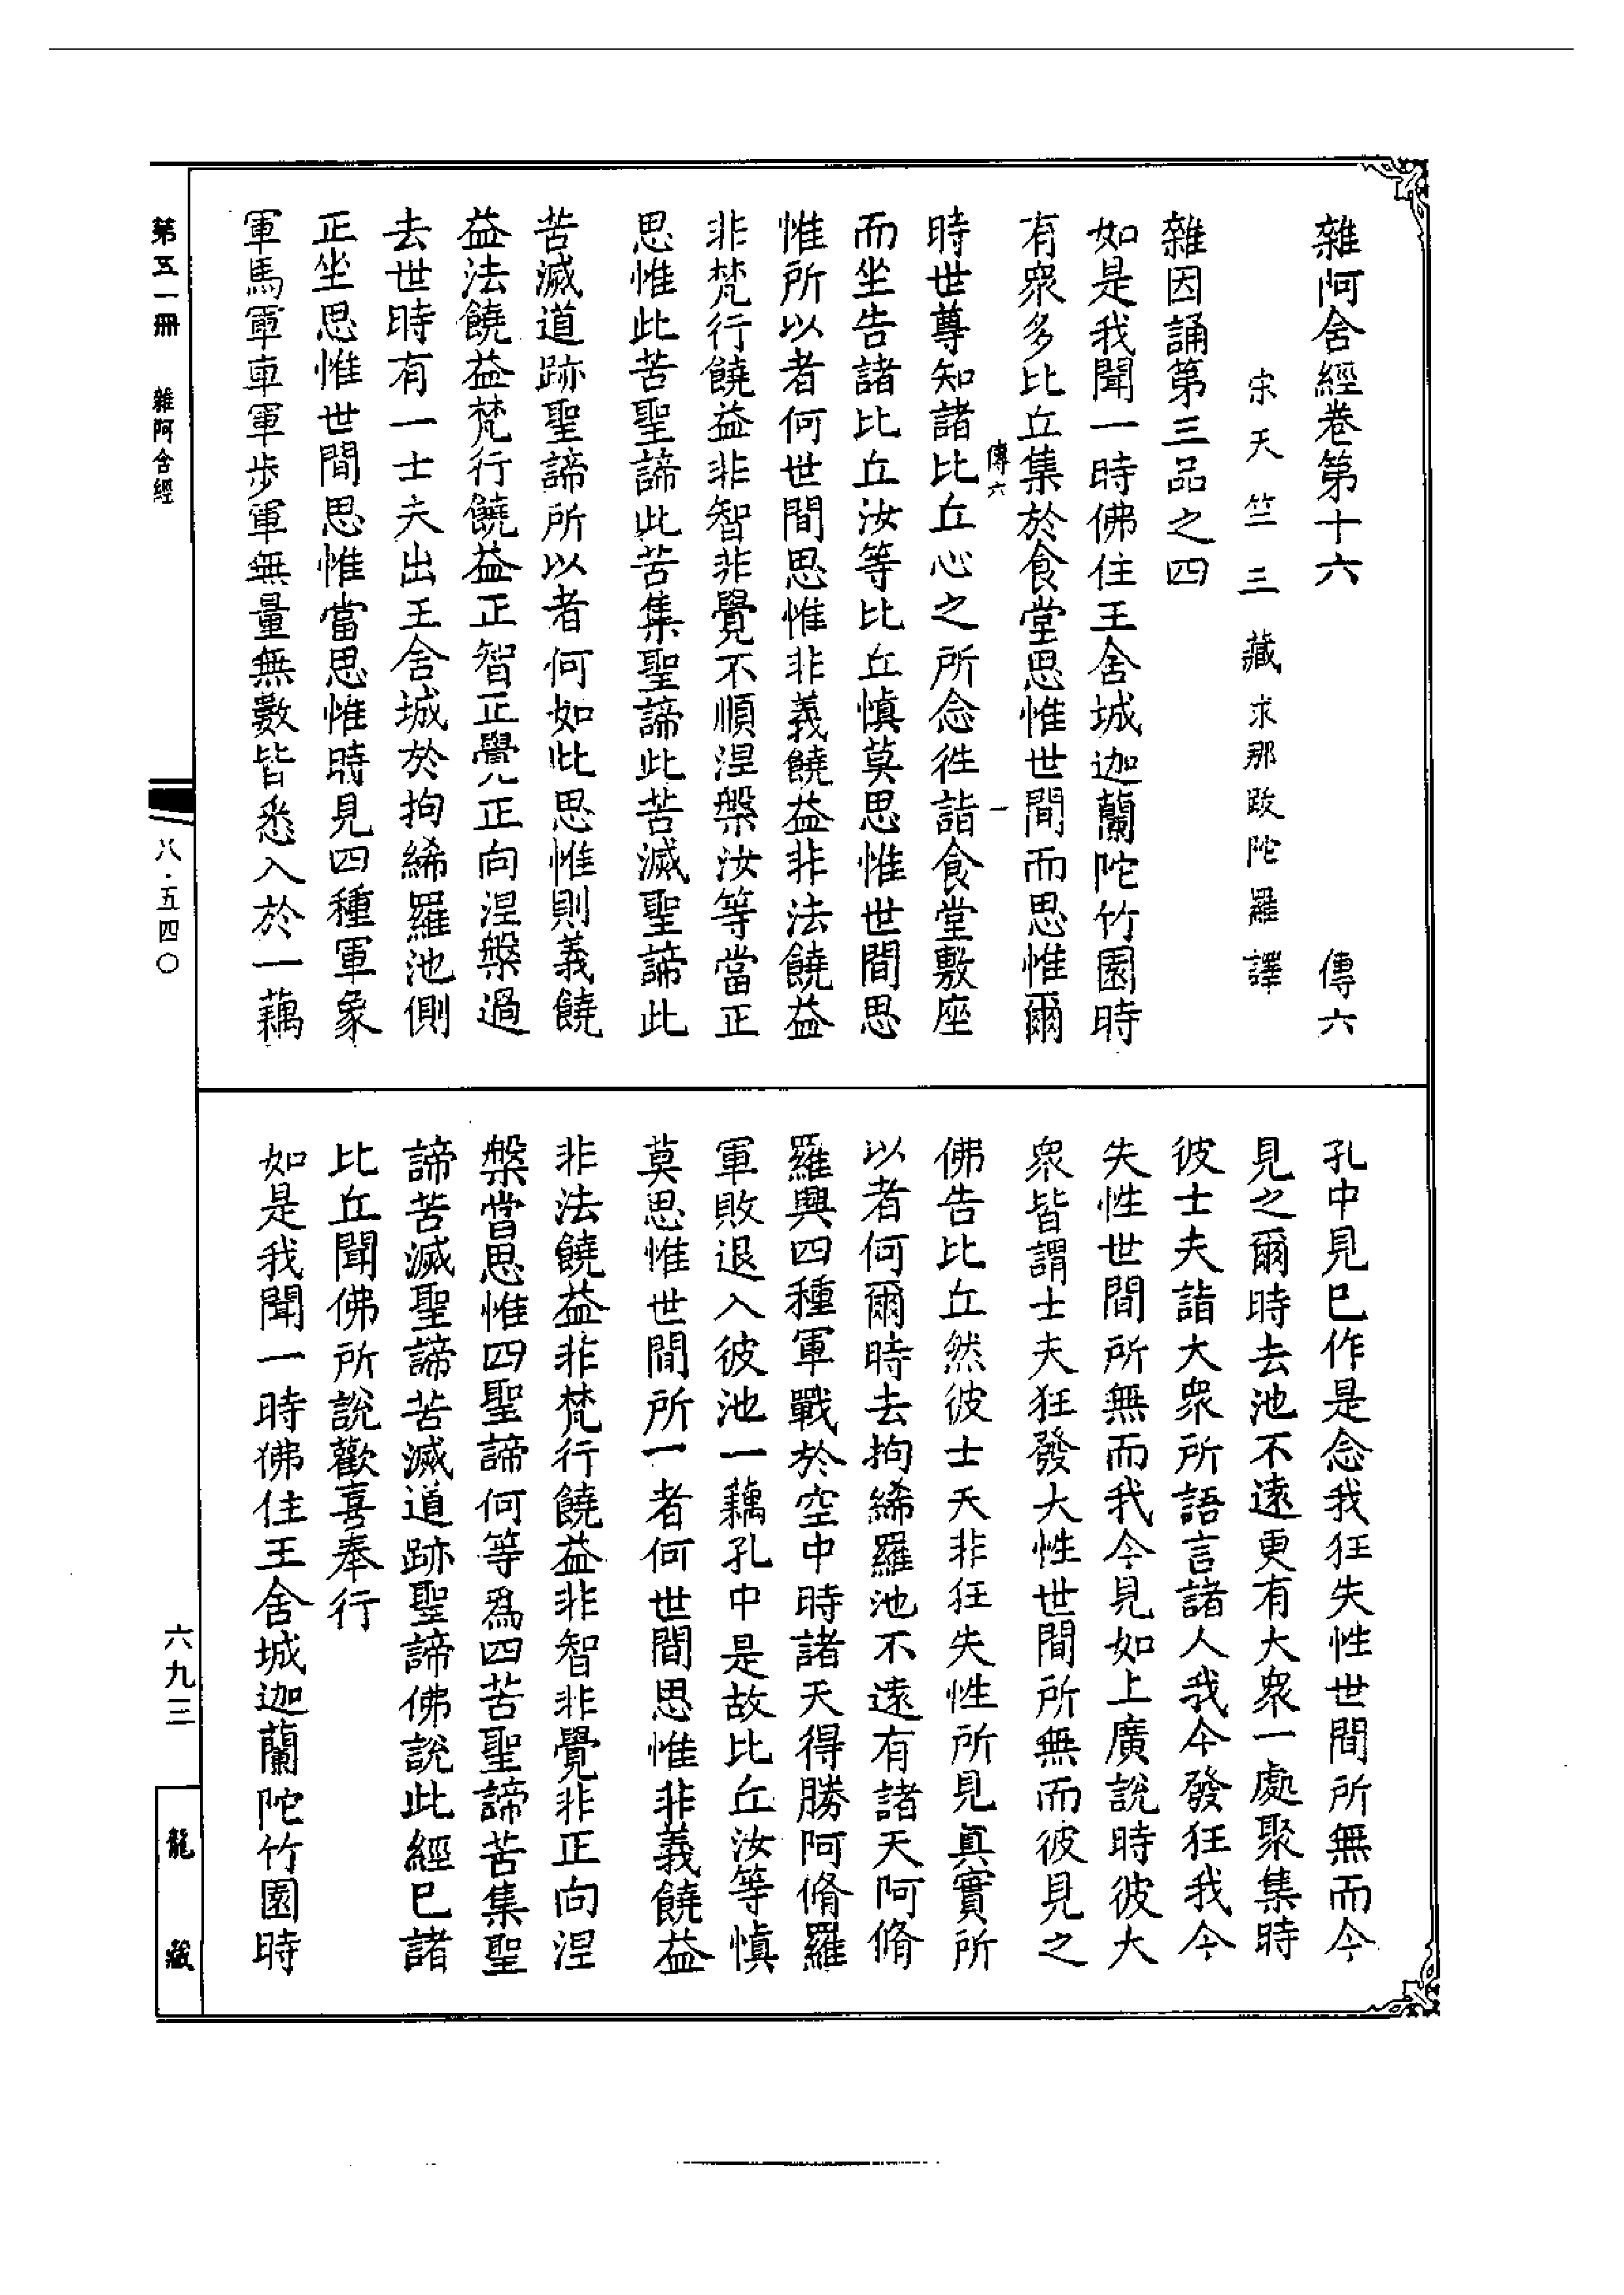 雜阿含經卷第十六　傳六
宋天竺三藏求那跋陀羅譯
雜因誦第三品之四
如是我聞一時佛住王舍城迦蘭陀竹園時
有衆多比丘集於食堂思惟世間而思惟爾
傳六　一
時世尊知諸比丘心之所念徃詣食堂敷座
而坐告諸比丘汝等比丘慎莫思惟世間思
惟所以者何世間思惟非義饒益非法饒益
非梵行饒益非智非覺不順涅槃汝等當正
思惟此苦聖諦此苦集聖諦此苦滅聖諦此
苦滅道跡聖諦所以者何如此思惟則義饒
益法饒益梵行饒益正智正覺正向涅槃過
去世時有一士夫出王舍城於拘絺羅池側
正坐思惟世間思惟當思惟時見四種軍象
軍馬軍車軍步軍無量無數皆悉入於一藕
孔中見已作是念我狂失性世間所無而今
見之爾時去池不遠更有大衆一處聚集時
彼士夫詣大衆所語言諸人我今發狂我今
失性世間所無而我今見如上廣說時彼大
衆皆謂士夫狂發大性世間所無而彼見之
佛告比丘然彼士夭非狂失性所見真實所
以者何爾時去拘絺羅池不遠有諸天阿脩
羅興四種軍戰於空中時諸天得勝阿脩羅
軍敗退入彼池一藕孔中是故比丘汝等慎
莫思惟世間所一者何世間思惟非義饒益
非法饒益非梵行饒益非智非覺非正向涅
槃當思惟四聖諦何等爲四苦聖諦苦集聖
諦苦滅聖諦苦滅道跡聖諦佛說此經已諸
比丘聞佛所說歡喜奉行
如是我聞一時佛住王舍城迦蘭陀竹園時
第五一冊　雜阿含經
八·五四〇
六九三
龍藏